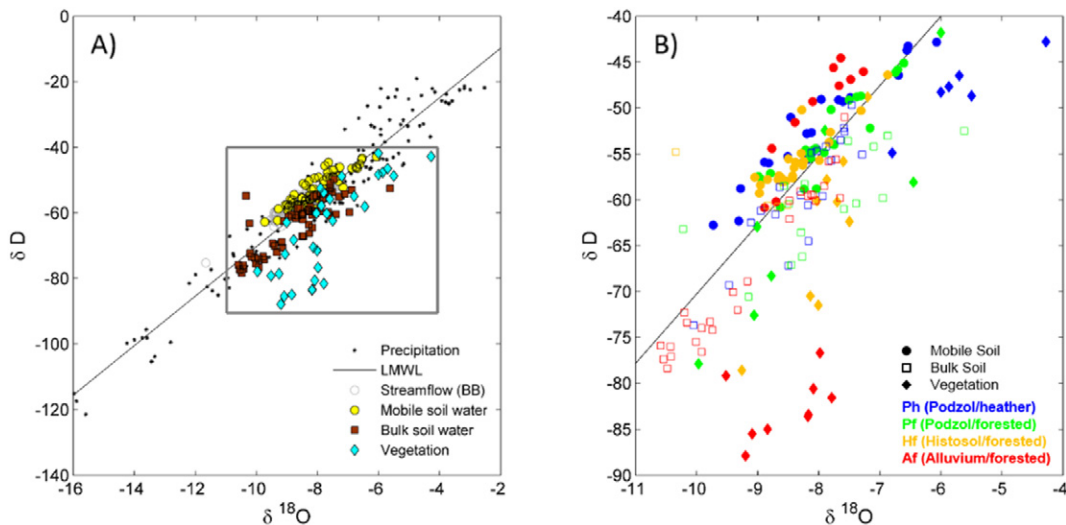 A)
0
-20
-40
-60
-80
-100
-120
-140
δ D
-16
-14
-12
-10
-8
-6
-4
-2
δ 18O
Precipitation
LMWL
Streamflow (BB)
Mobile soil water
Bulk soil water
Vegetation
B)
-40
-45
-50
-55
-60
-65
-70
-75
-80
-85
-90
δ D
-11
-10
-9
-8
-7
-6
-5
-4
δ 18O
Mobile Soil
Bulk Soil
Vegetation
Ph (Podzol/heather)
Pf (Podzol/forested)
Hf (Histosol/forested)
Af (Alluvium/forested)